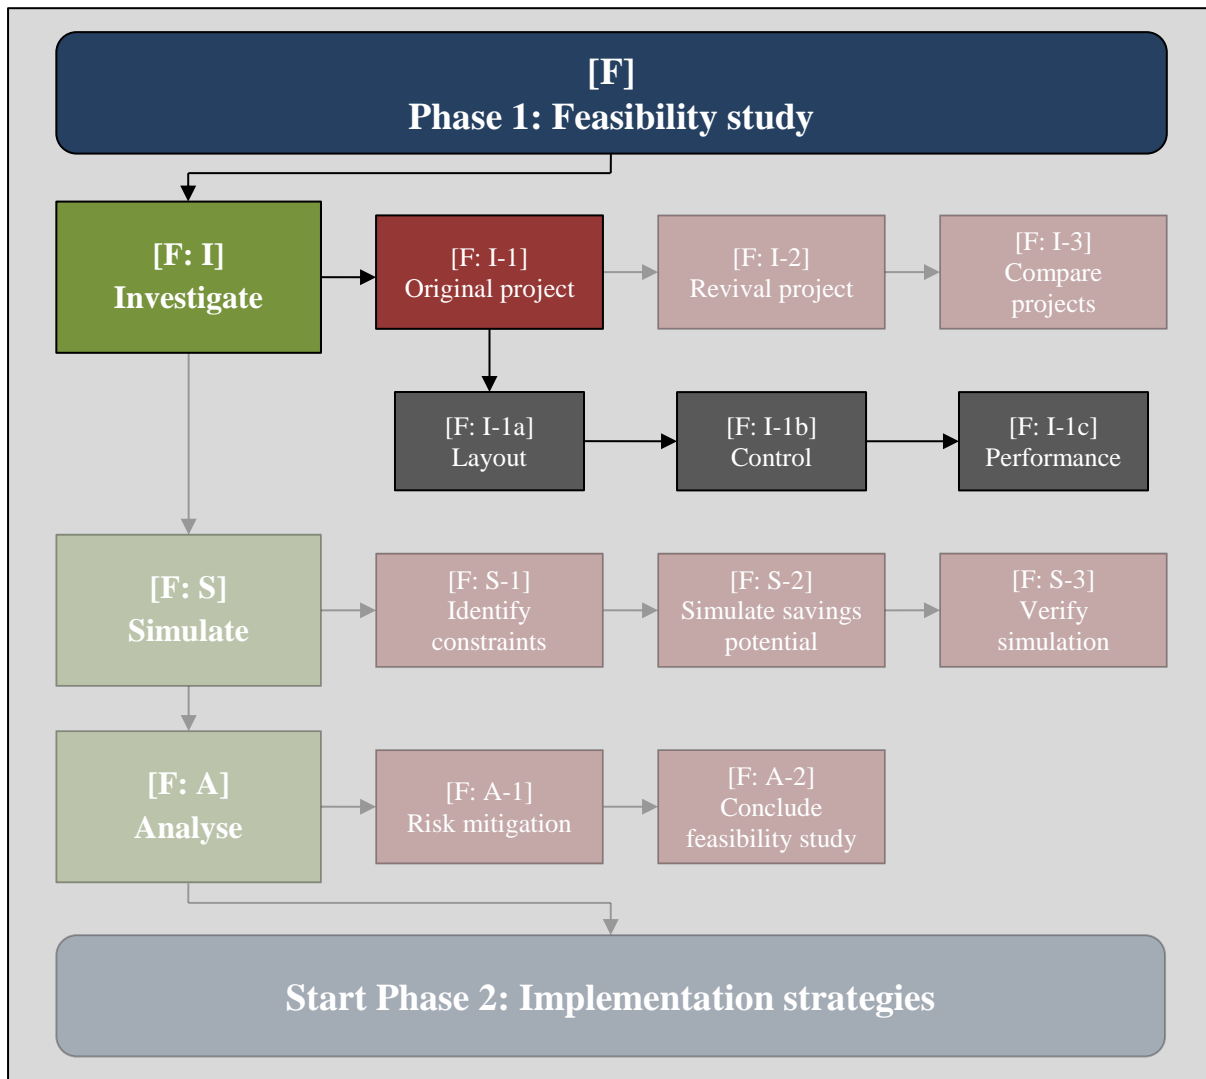 [F]
Phase 1: Feasibility study
[F: I]
Investigate
[F: I-1]
Original project
[F: I-2]
Revival project
[F: I-3]
Compare
projects
[F: I-1a]
Layout
[F: I-1b]
Control
[F: I-1c]
Performance
[F: S]
Simulate
[F: S-1]
Identify
constraints
[F: S-2]
Simulate savings
potential
[F: S-3]
Verify
simulation
[F: A]
Analyse
[F: A-1]
Risk mitigation
[F: A-2]
Conclude
feasibility study
Start Phase 2: Implementation strategies